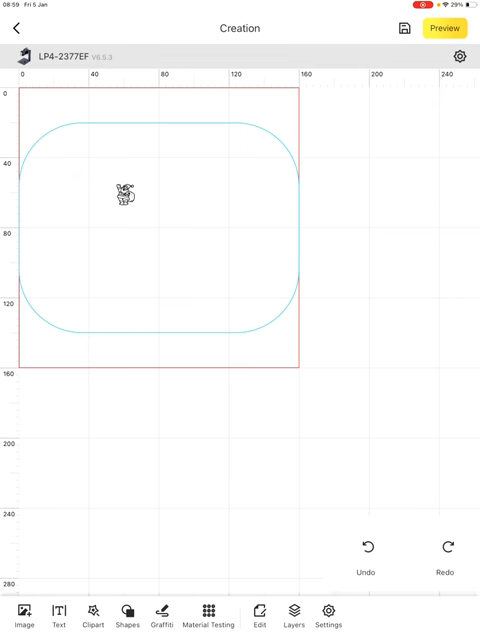 08:59 Fri 5 Jan 29%
Creation
Preview
LP4-2377EF V6.5.3
0 40 80 120 160 200 240
0
40
80
120
160
200
240
280
Undo Redo
Image Text Clipart Shapes Graffiti Material Testing Edit Layers Settings